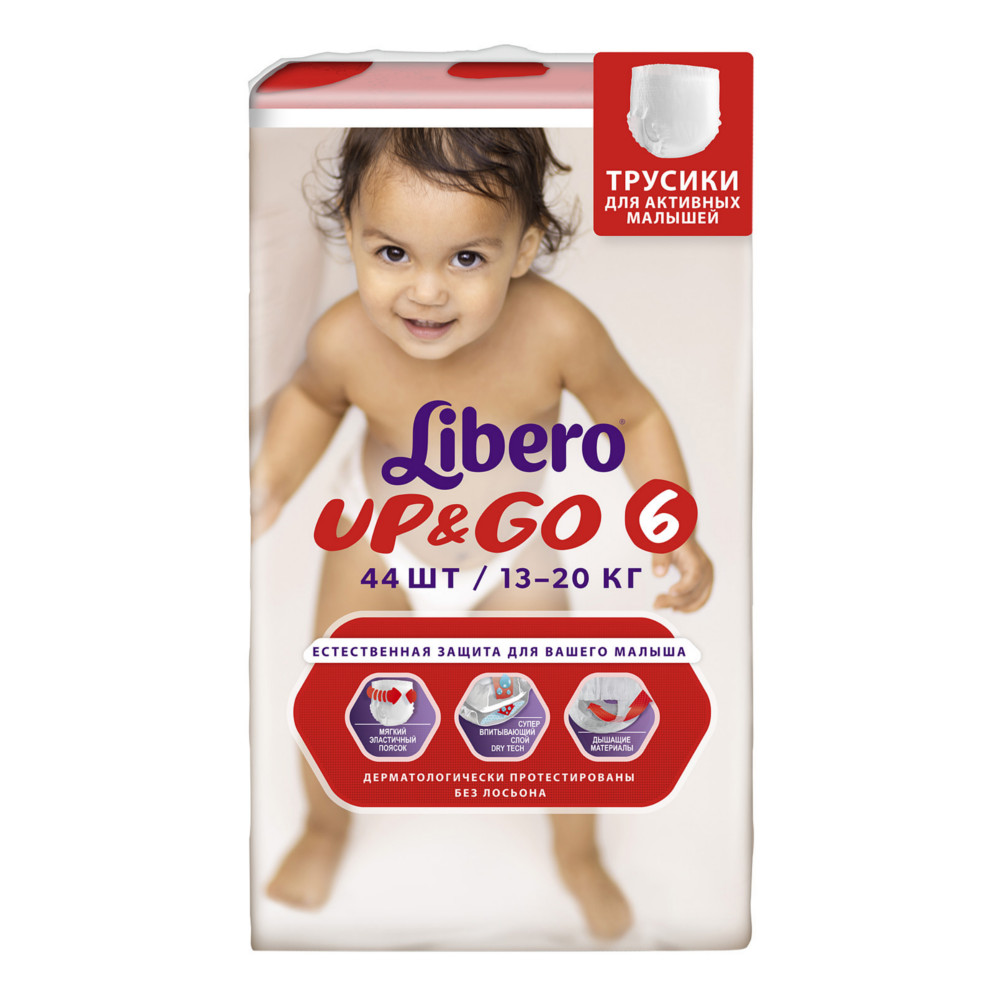 ТРУСИКИ
ДЛЯ АКТИВНЫХ
МАЛЫШЕЙ
Libero
UP&GO 6
44 ШТ / 13–20 КГ
ЕСТЕСТВЕННАЯ ЗАЩИТА ДЛЯ ВАШЕГО МАЛЫША
МЯГКИЙ
ЭЛАСТИЧНЫЙ
ПОЯСОК
СУПЕР
ВПИТЫВАЮЩИЙ
СЛОЙ
DRY TECH
ДЫШАЩИЕ
МАТЕРИАЛЫ
ДЕРМАТОЛОГИЧЕСКИ ПРОТЕСТИРОВАНЫ
БЕЗ ЛОСЬОНА